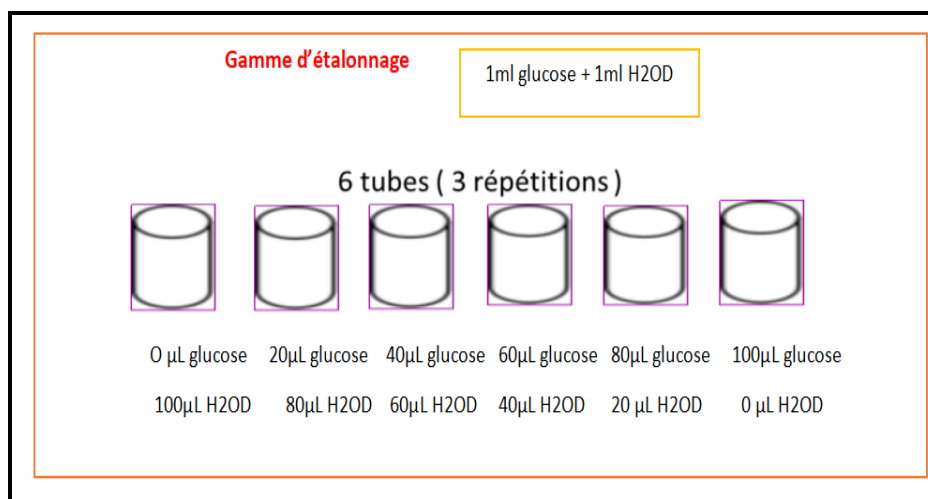 Gamme d'étalonnage
1ml glucose + 1ml H2OD
6 tubes ( 3 répétitions )
O µL glucose 20µL glucose 40µL glucose 60µL glucose 80µL glucose 100µL glucose
100µL H2OD 80µL H2OD 60µL H2OD 40µL H2OD 20 µL H2OD 0 µL H2OD